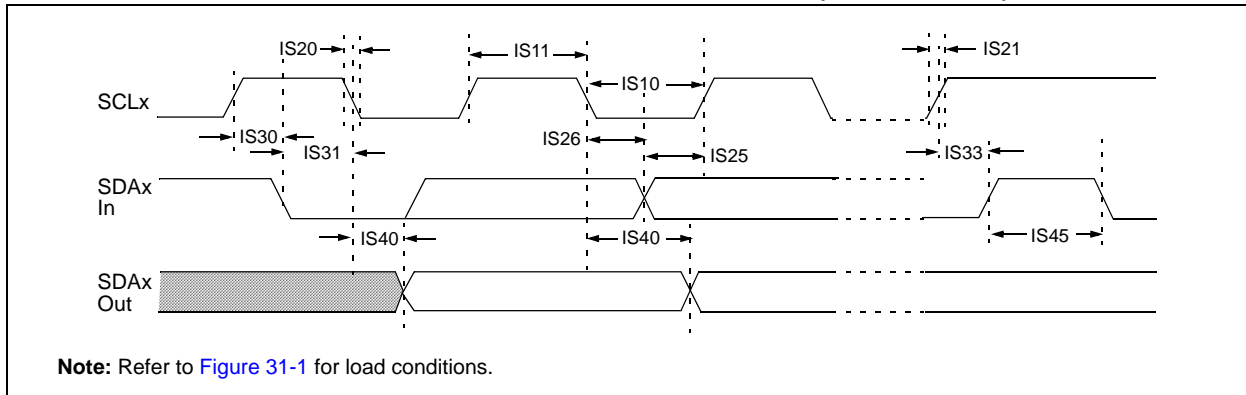 IS20
IS11
IS21
IS10
SCLx
IS30
IS26
IS31
IS25
IS33
SDAx
In
IS40
IS40
IS45
SDAx
Out
Note: Refer to Figure 31-1 for load conditions.